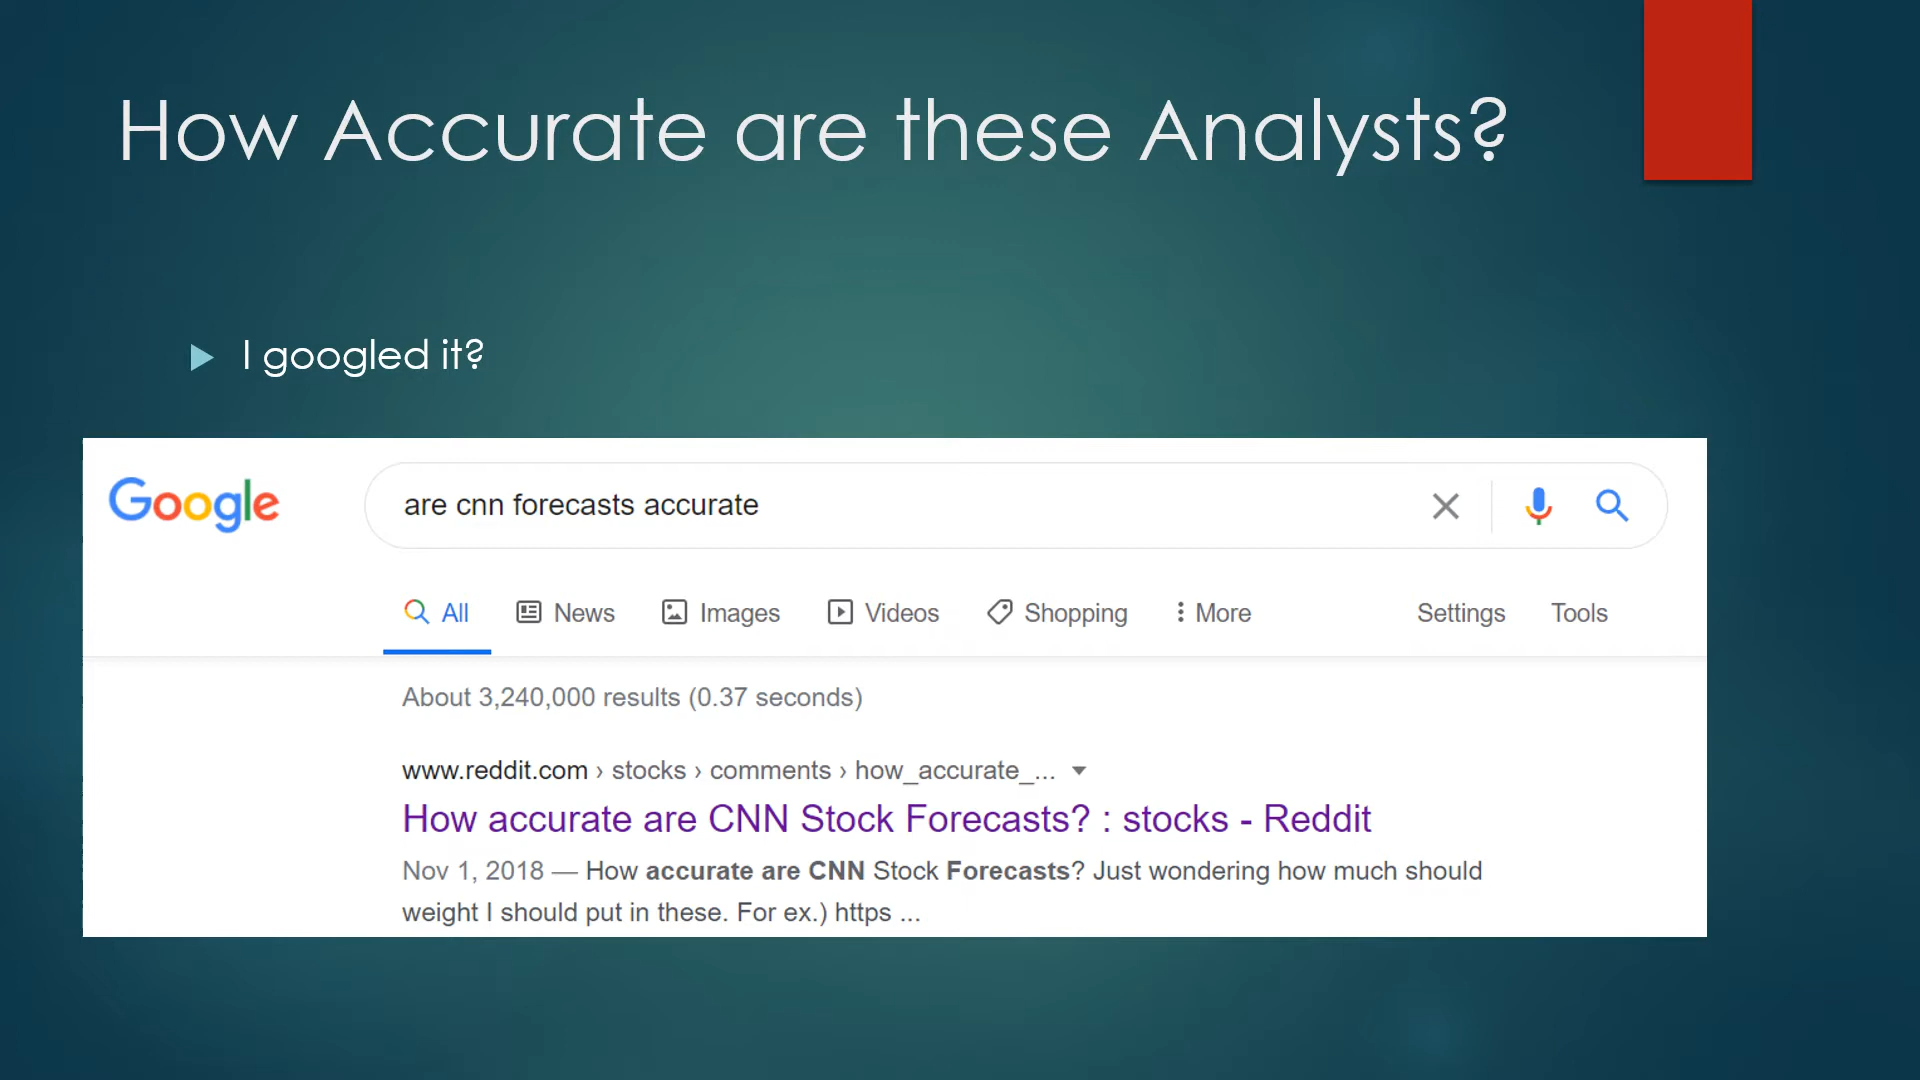 How Accurate are these Analysts?
I googled it?
Google
are cnn forecasts accurate
All News Images Videos Shopping More Settings Tools
About 3,240,000 results (0.37 seconds)
www.reddit.com › stocks › comments › how_accurate_...
How accurate are CNN Stock Forecasts? : stocks - Reddit
Nov 1, 2018 — How accurate are CNN Stock Forecasts? Just wondering how much should
weight I should put in these. For ex.) https ...